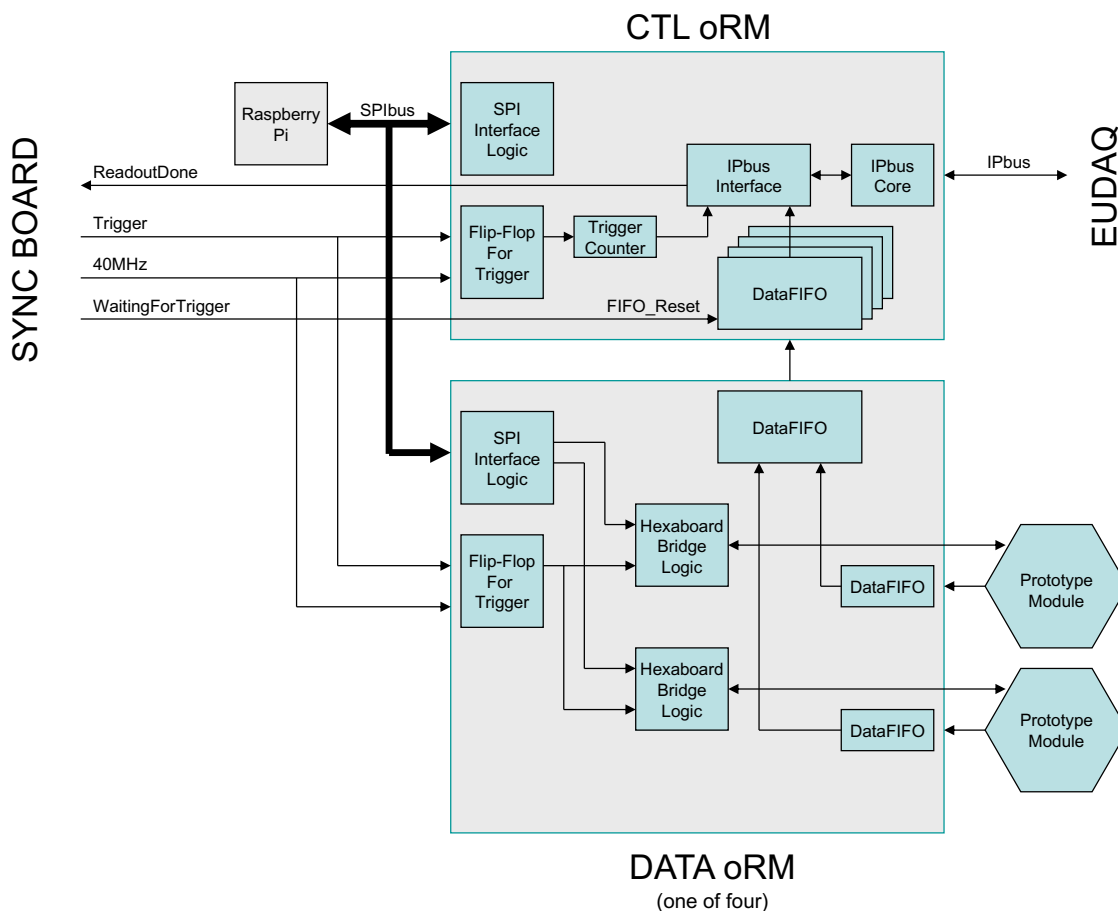 CTL oRM
SYNC BOARD
EUDAQ
Raspberry
Pi
SPIbus
SPI
Interface
Logic
ReadoutDone
IPbus
Interface
IPbus
Core
IPbus
Trigger
Flip-Flop
For
Trigger
Trigger
Counter
40MHz
WaitingForTrigger
FIFO_Reset
DataFIFO
DataFIFO
SPI
Interface
Logic
Hexaboard
Bridge
Logic
Flip-Flop
For
Trigger
DataFIFO
Prototype
Module
Hexaboard
Bridge
Logic
DataFIFO
Prototype
Module
DATA oRM
(one of four)